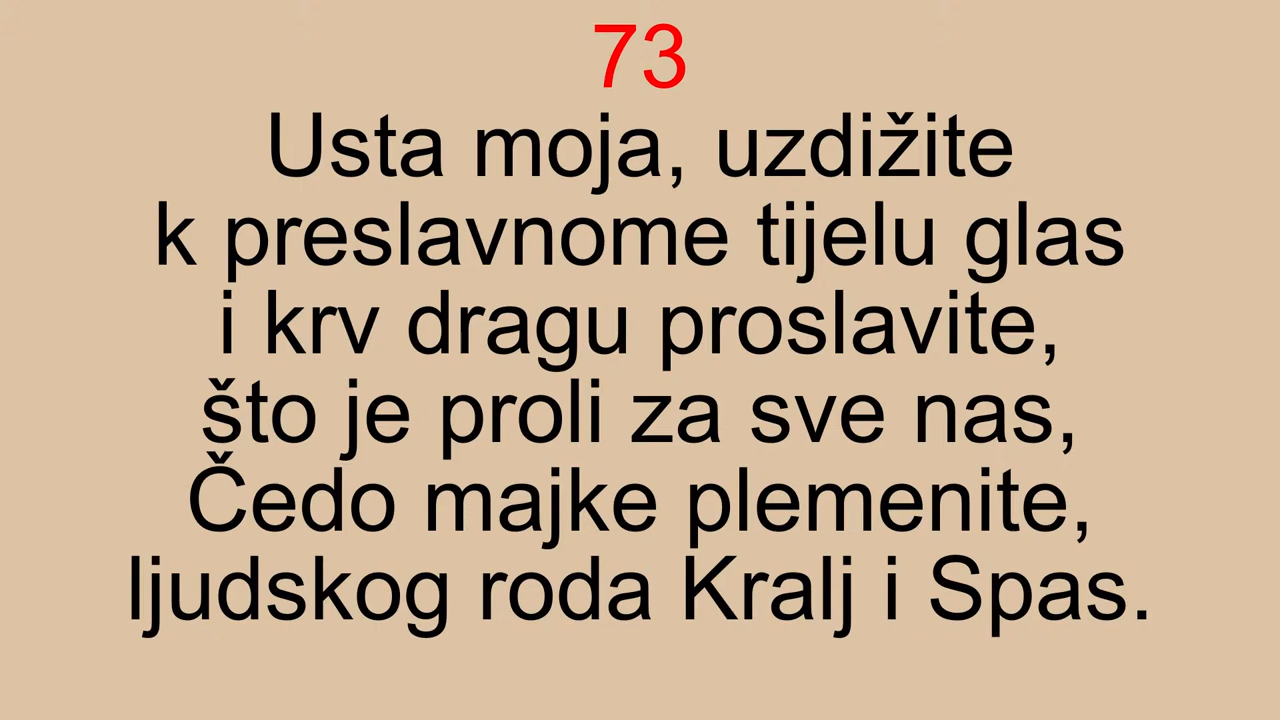 73
Usta moja, uzdižite
k preslavnome tijelu glas
i krv dragu proslavite,
što je proli za sve nas,
Čedo majke plemenite,
ljudskog roda Kralj i Spas.